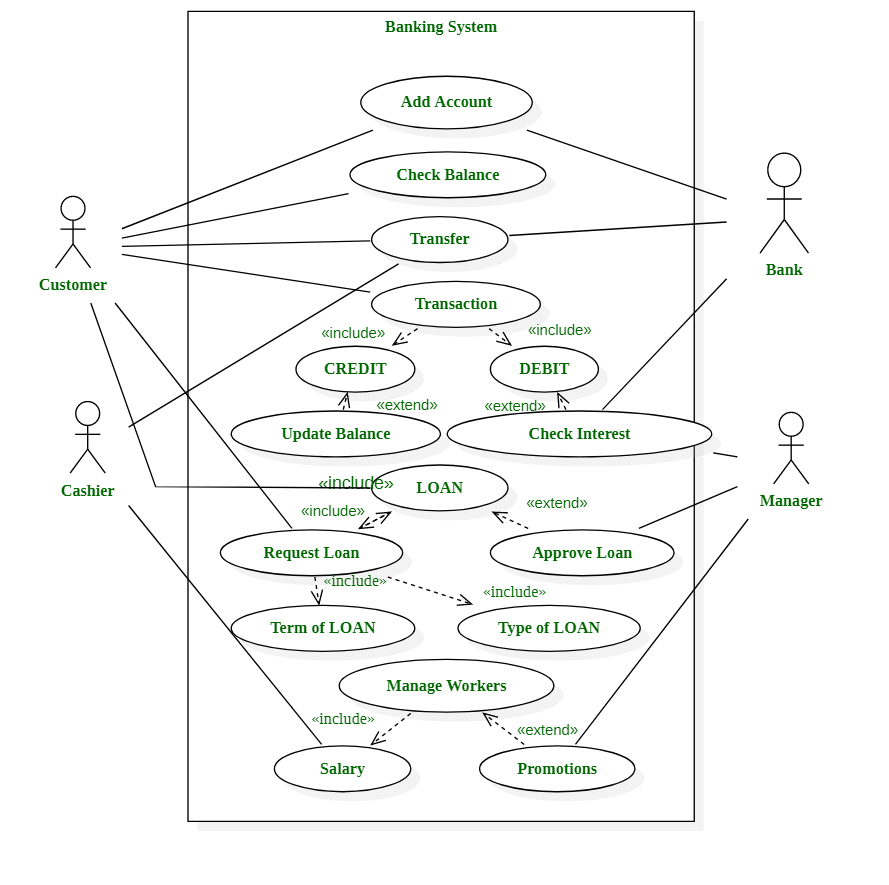 Banking System
Add Account
Check Balance
Customer
Transfer
Bank
Transaction
«include»
«include»
CREDIT
DEBIT
«extend»
«extend»
Update Balance
Check Interest
Cashier
«include»
LOAN
Manager
«include»
«extend»
Request Loan
Approve Loan
«include»
«include»
Term of LOAN
Type of LOAN
Manage Workers
«include»
«extend»
Salary
Promotions